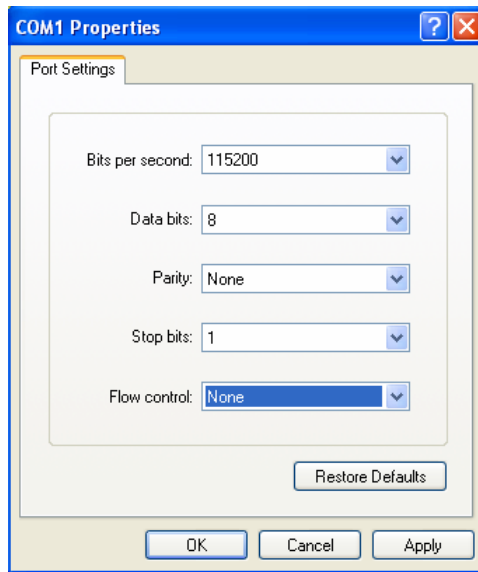 COM1 Properties
Port Settings
Bits per second: 115200
Data bits: 8
Parity: None
Stop bits: 1
Flow control: None
Restore Defaults
OK Cancel Apply